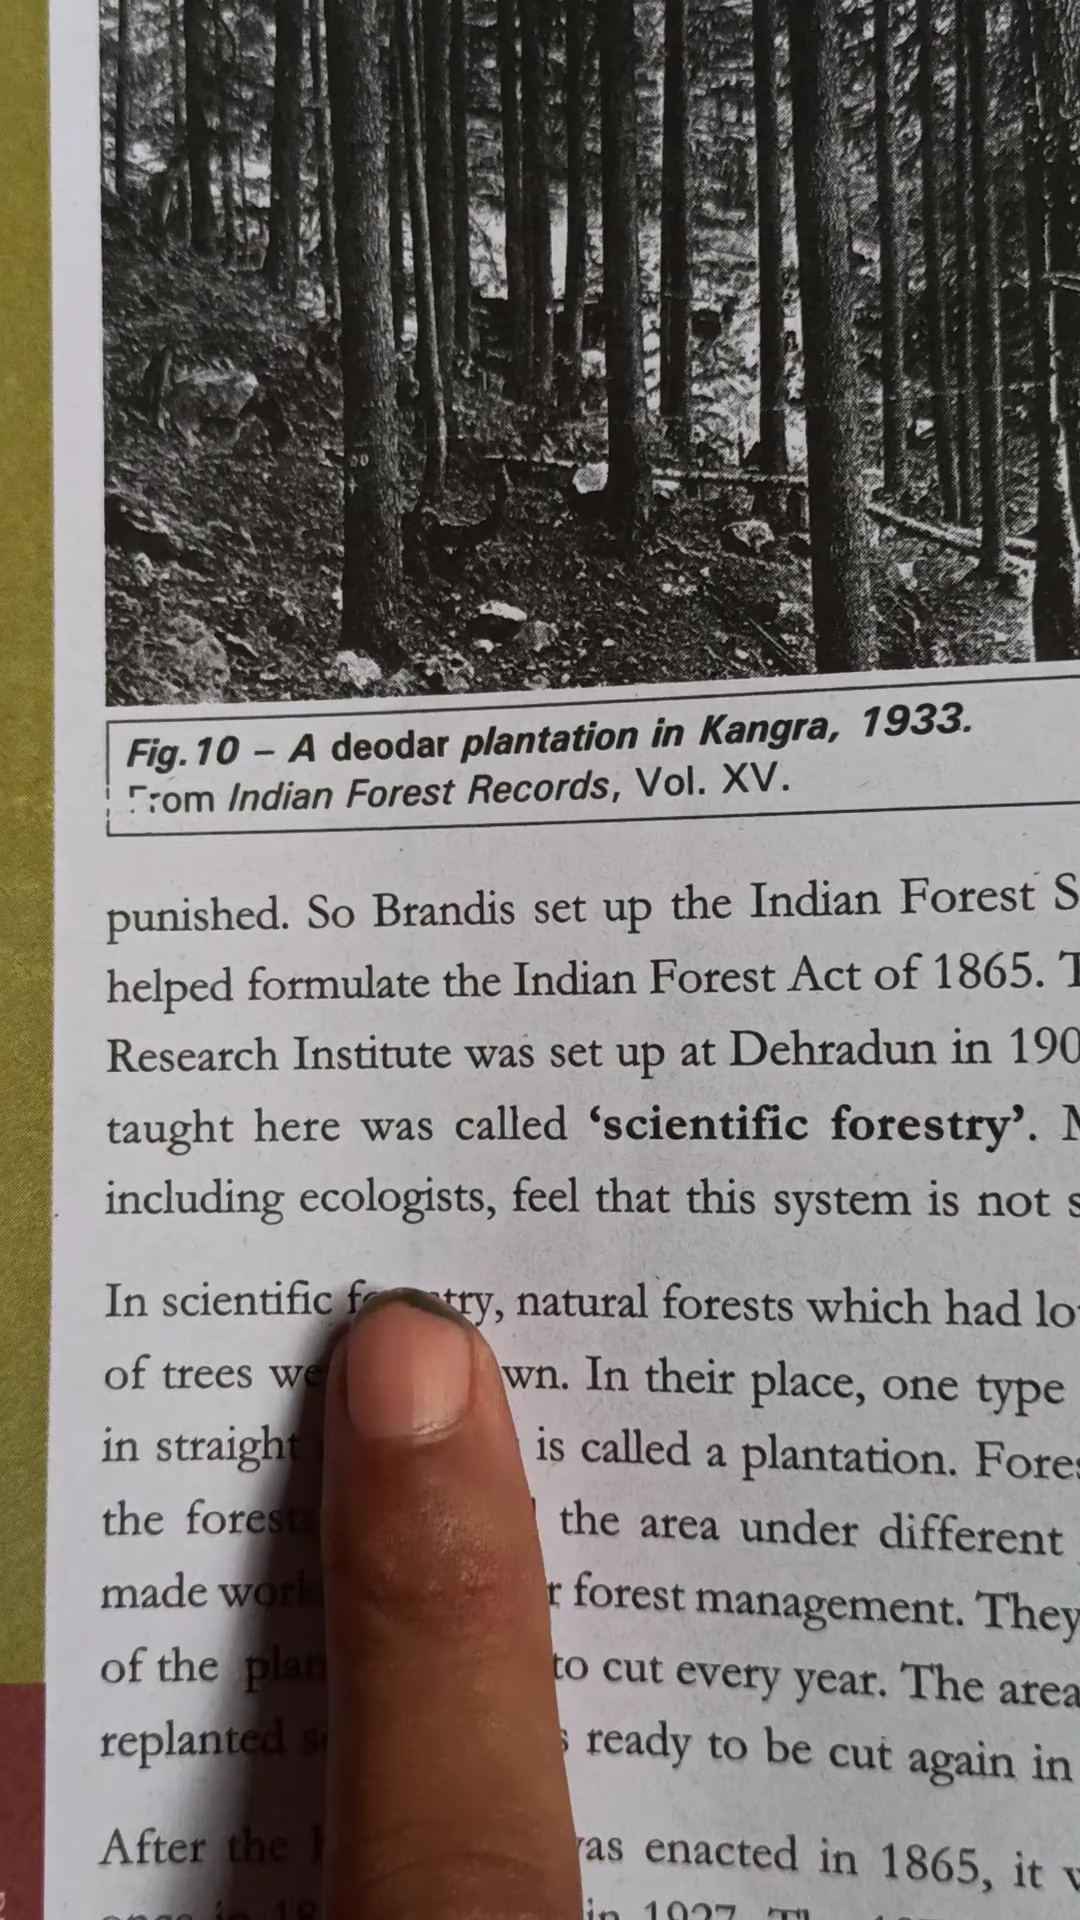 Fig. 10 – A deodar plantation in Kangra, 1933.
From Indian Forest Records, Vol. XV.
punished. So Brandis set up the Indian Forest S
helped formulate the Indian Forest Act of 1865. T
Research Institute was set up at Dehradun in 190
taught here was called ‘scientific forestry’. M
including ecologists, feel that this system is not s
In scientific try, natural forests which had lo
of trees we wn. In their place, one type
in straight is called a plantation. Fores
the forests the area under different
made work r forest management. They
of the plan to cut every year. The area
replanted s ready to be cut again in
After the was enacted in 1865, it w
in 1927.